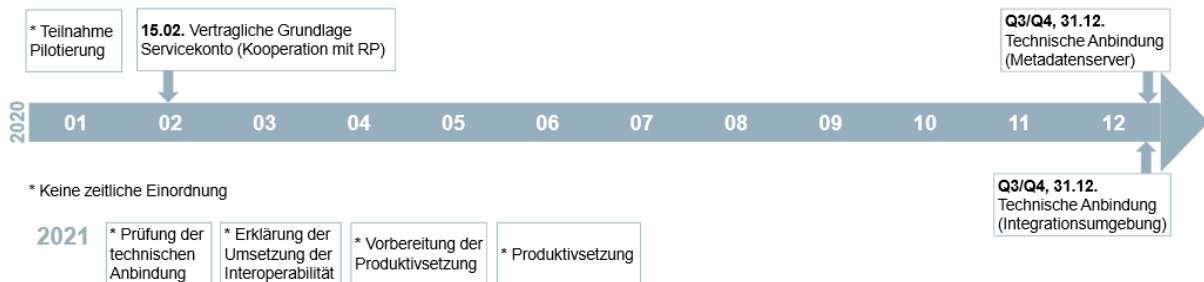 * Teilnahme
Pilotierung
15.02. Vertragliche Grundlage
Servicekonto (Kooperation mit RP)
Q3/Q4, 31.12.
Technische Anbindung
(Metadatenserver)
2020
01 02 03 04 05 06 07 08 09 10 11 12
* Keine zeitliche Einordnung
Q3/Q4, 31.12.
Technische Anbindung
(Integrationsumgebung)
2021
* Prüfung der
technischen
Anbindung
* Erklärung der
Umsetzung der
Interoperabilität
* Vorbereitung der
Produktivsetzung
* Produktivsetzung